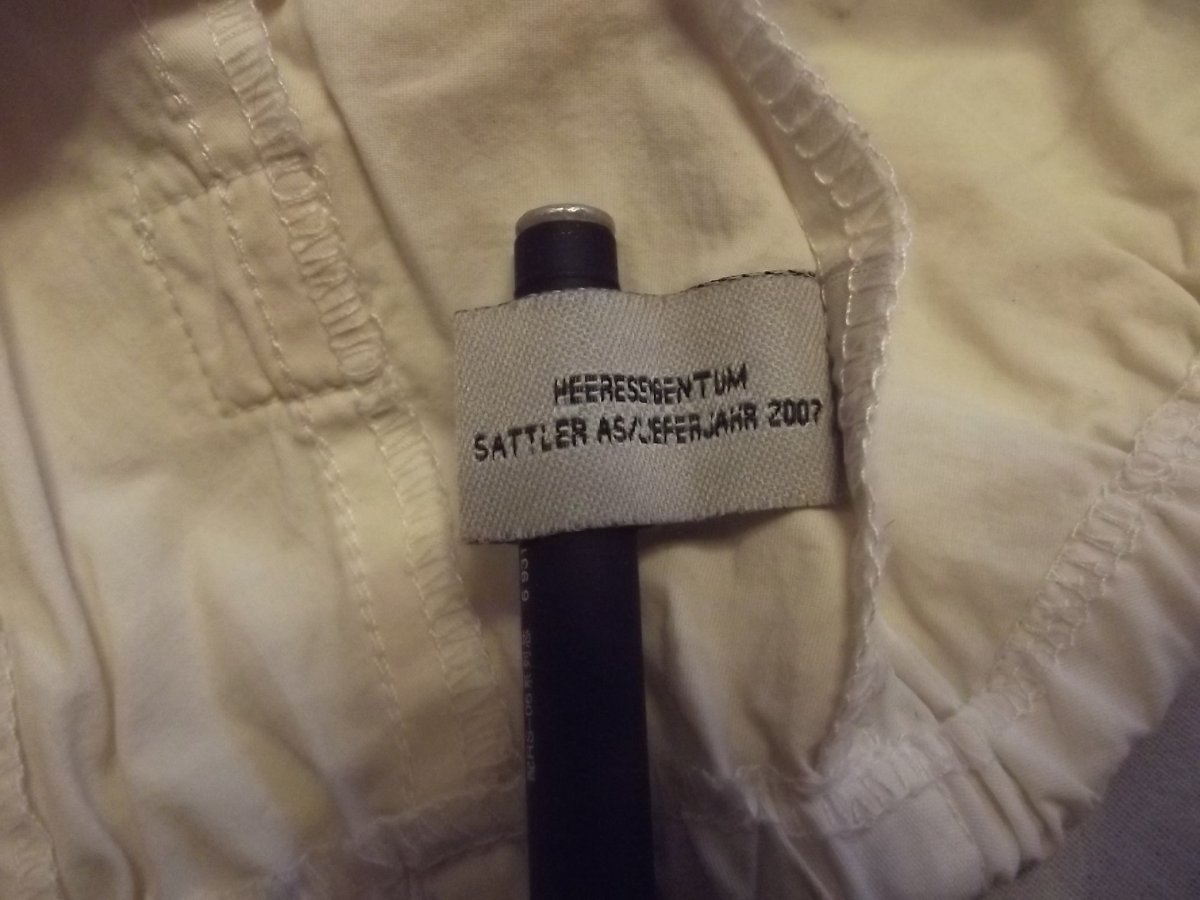 HEERESEIGENTUM
SATTLER AS/LIEFERJAHR 2007